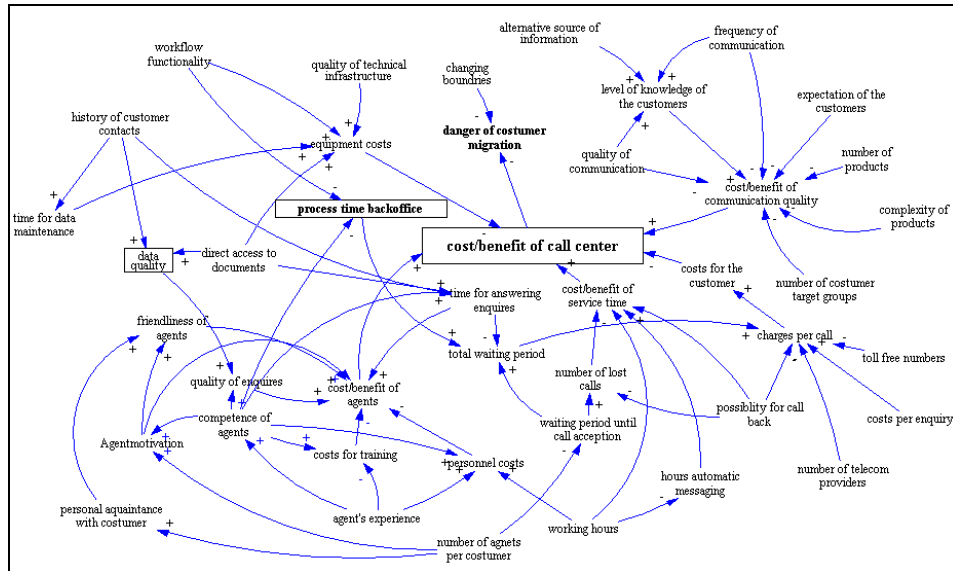 alternative source of
information
frequency of
communication
workflow
functionality
quality of technical
infrastructure
changing
boundries
level of knowledge of
the customers
expectation of the
customers
history of customer
contacts
equipment costs
danger of costumer
migration
quality of
communication
number of
products
cost/benefit of
communication quality
time for data
maintenance
process time backoffice
complexity of
products
data
quality
direct access to
documents
cost/benefit of call center
costs for the
customer
number of costumer
target groups
time for answering
enquires
cost/benefit of
service time
friendliness of
agents
total waiting period
charges per call
toll free numbers
quality of enquires
cost/benefit of
agents
number of lost
calls
possiblity for call
back
costs per enquiry
competence of
agents
Agentmotivation
costs for training
waiting period until
call acception
personnel costs
hours automatic
messaging
number of telecom
providers
personal aquaintance
with costumer
agent's experience
working hours
number of agnets
per costumer